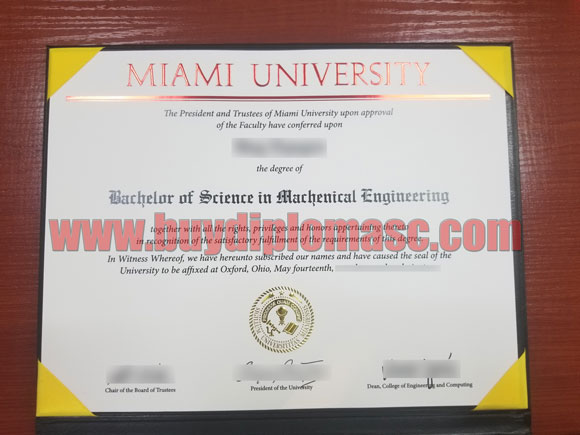 MIAMI UNIVERSITY
The President and Trustees of Miami University upon approval
of the Faculty have conferred upon
the degree of
Bachelor of Science in Machenical Engineering
www.buydiplomasc.com
together with all the rights, privileges and honors appertaining thereto
in recognition of the satisfactory fulfillment of the requirements of this degree.
In Witness Whereof, we have hereunto subscribed our names and have caused the seal of the
University to be affixed at Oxford, Ohio, May fourteenth,
Chair of the Board of Trustees
President of the University
Dean, College of Engineering and Computing